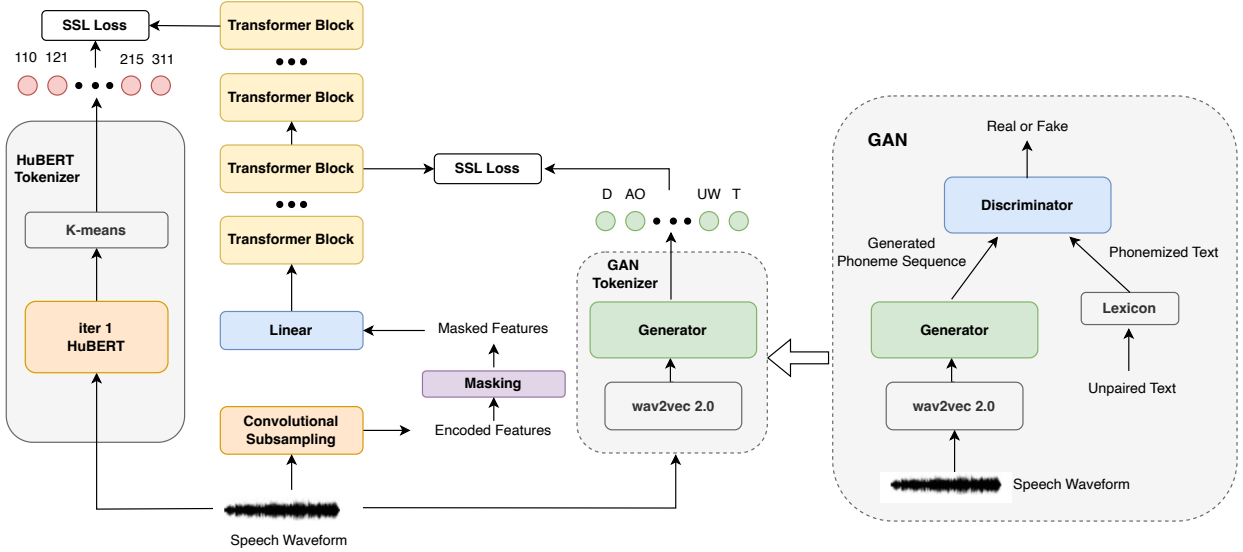 SSL Loss
110 121 215 311
HuBERT
Tokenizer
K-means
iter 1
HuBERT
Transformer Block
Transformer Block
Transformer Block
Transformer Block
Linear
Convolutional
Subsampling
Speech Waveform
Masked Features
Masking
Encoded Features
SSL Loss
D AO UW T
GAN
Tokenizer
Generator
wav2vec 2.0
GAN
Real or Fake
Discriminator
Generated
Phoneme Sequence
Phonemized Text
Generator
Lexicon
wav2vec 2.0
Unpaired Text
Speech Waveform